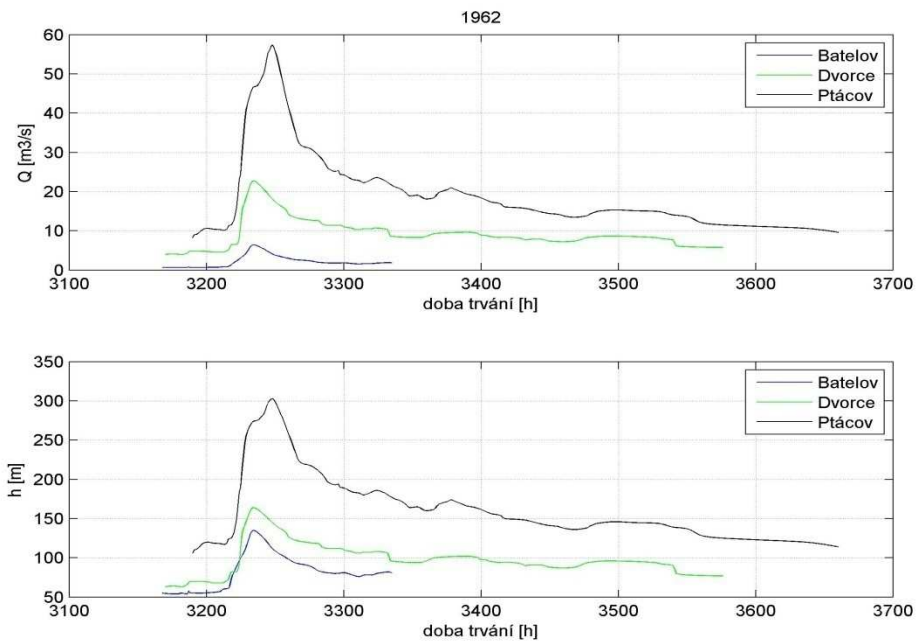 1962
60
50
40
30
20
10
0
Q [m3/s]
3100 3200 3300 3400 3500 3600 3700
doba trvání [h]
Batelov
Dvorce
Ptácov
350
300
250
200
150
100
50
h [m]
3100 3200 3300 3400 3500 3600 3700
doba trvání [h]
Batelov
Dvorce
Ptácov